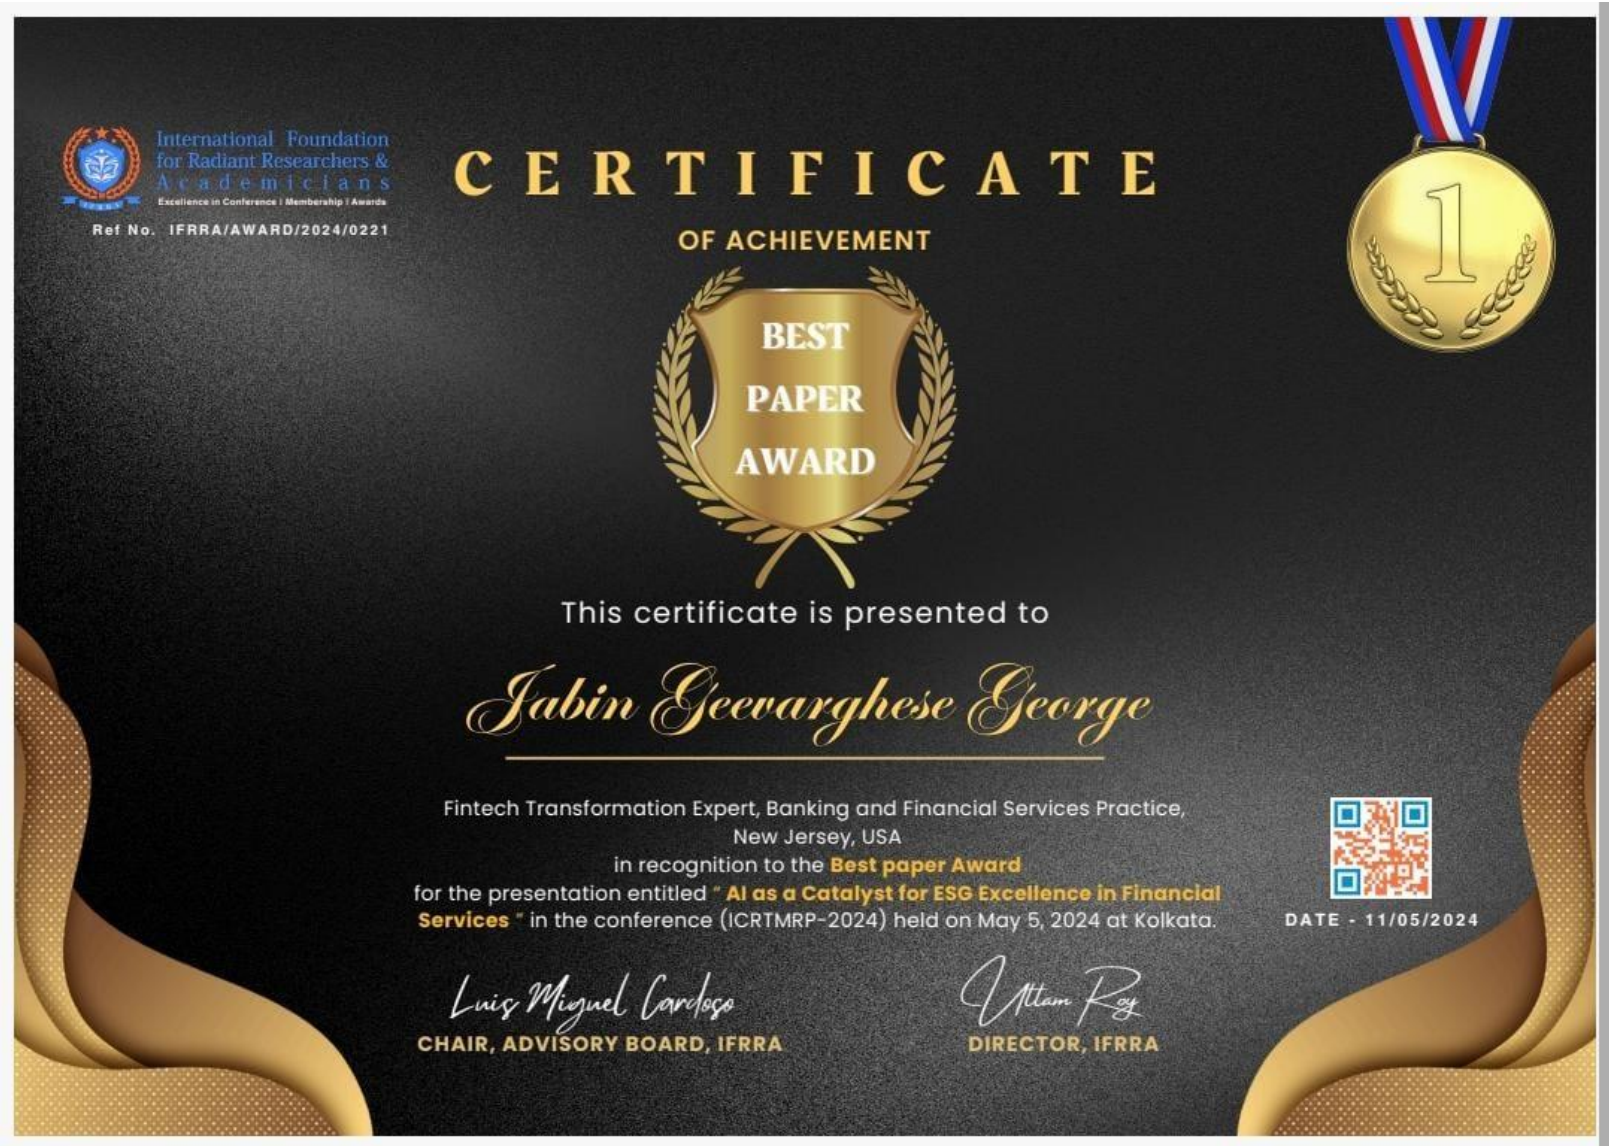 International Foundation
for Radiant Researchers &
Academicians
Excellence in Conference | Membership | Awards
Ref No. IFRRA/AWARD/2024/0221
CERTIFICATE
OF ACHIEVEMENT
1
BEST
PAPER
AWARD
This certificate is presented to
Jabin Geevarghese George
Fintech Transformation Expert, Banking and Financial Services Practice,
New Jersey, USA
in recognition to the Best paper Award
for the presentation entitled " AI as a Catalyst for ESG Excellence in Financial
Services " in the conference (ICRTMRP-2024) held on May 5, 2024 at Kolkata.
DATE - 11/05/2024
Luis Miguel Cardoso
CHAIR, ADVISORY BOARD, IFRRA
Uttam Roy
DIRECTOR, IFRRA